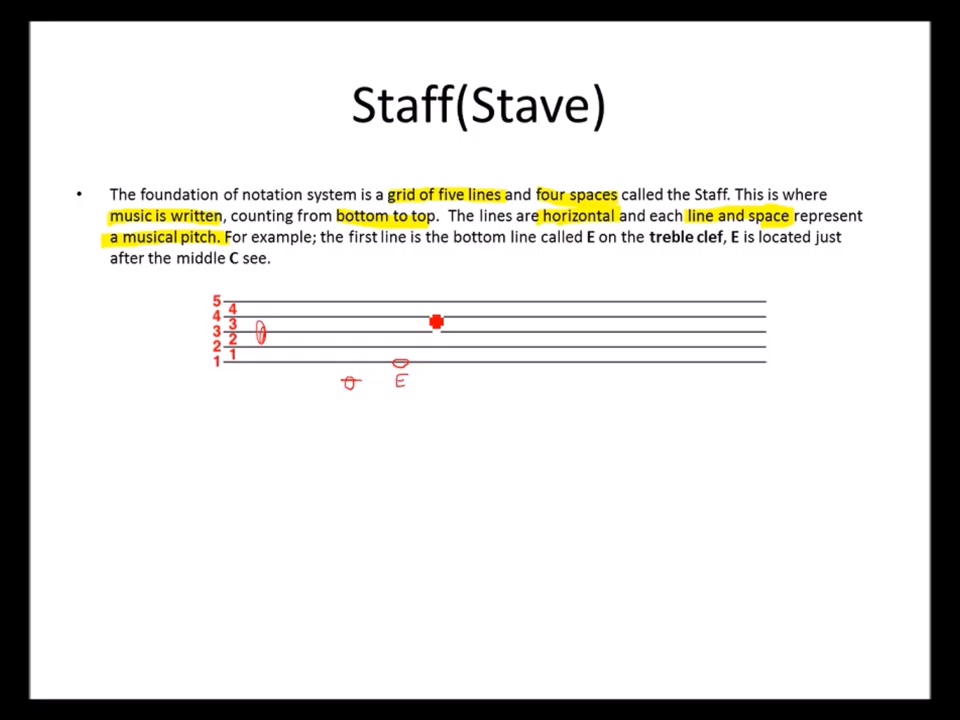 Staff(Stave)
• The foundation of notation system is a grid of five lines and four spaces called the Staff. This is where
music is written, counting from bottom to top. The lines are horizontal and each line and space represent
a musical pitch. For example; the first line is the bottom line called E on the treble clef, E is located just
after the middle C see.
5
4
4
3
3
2
2
1
1
E